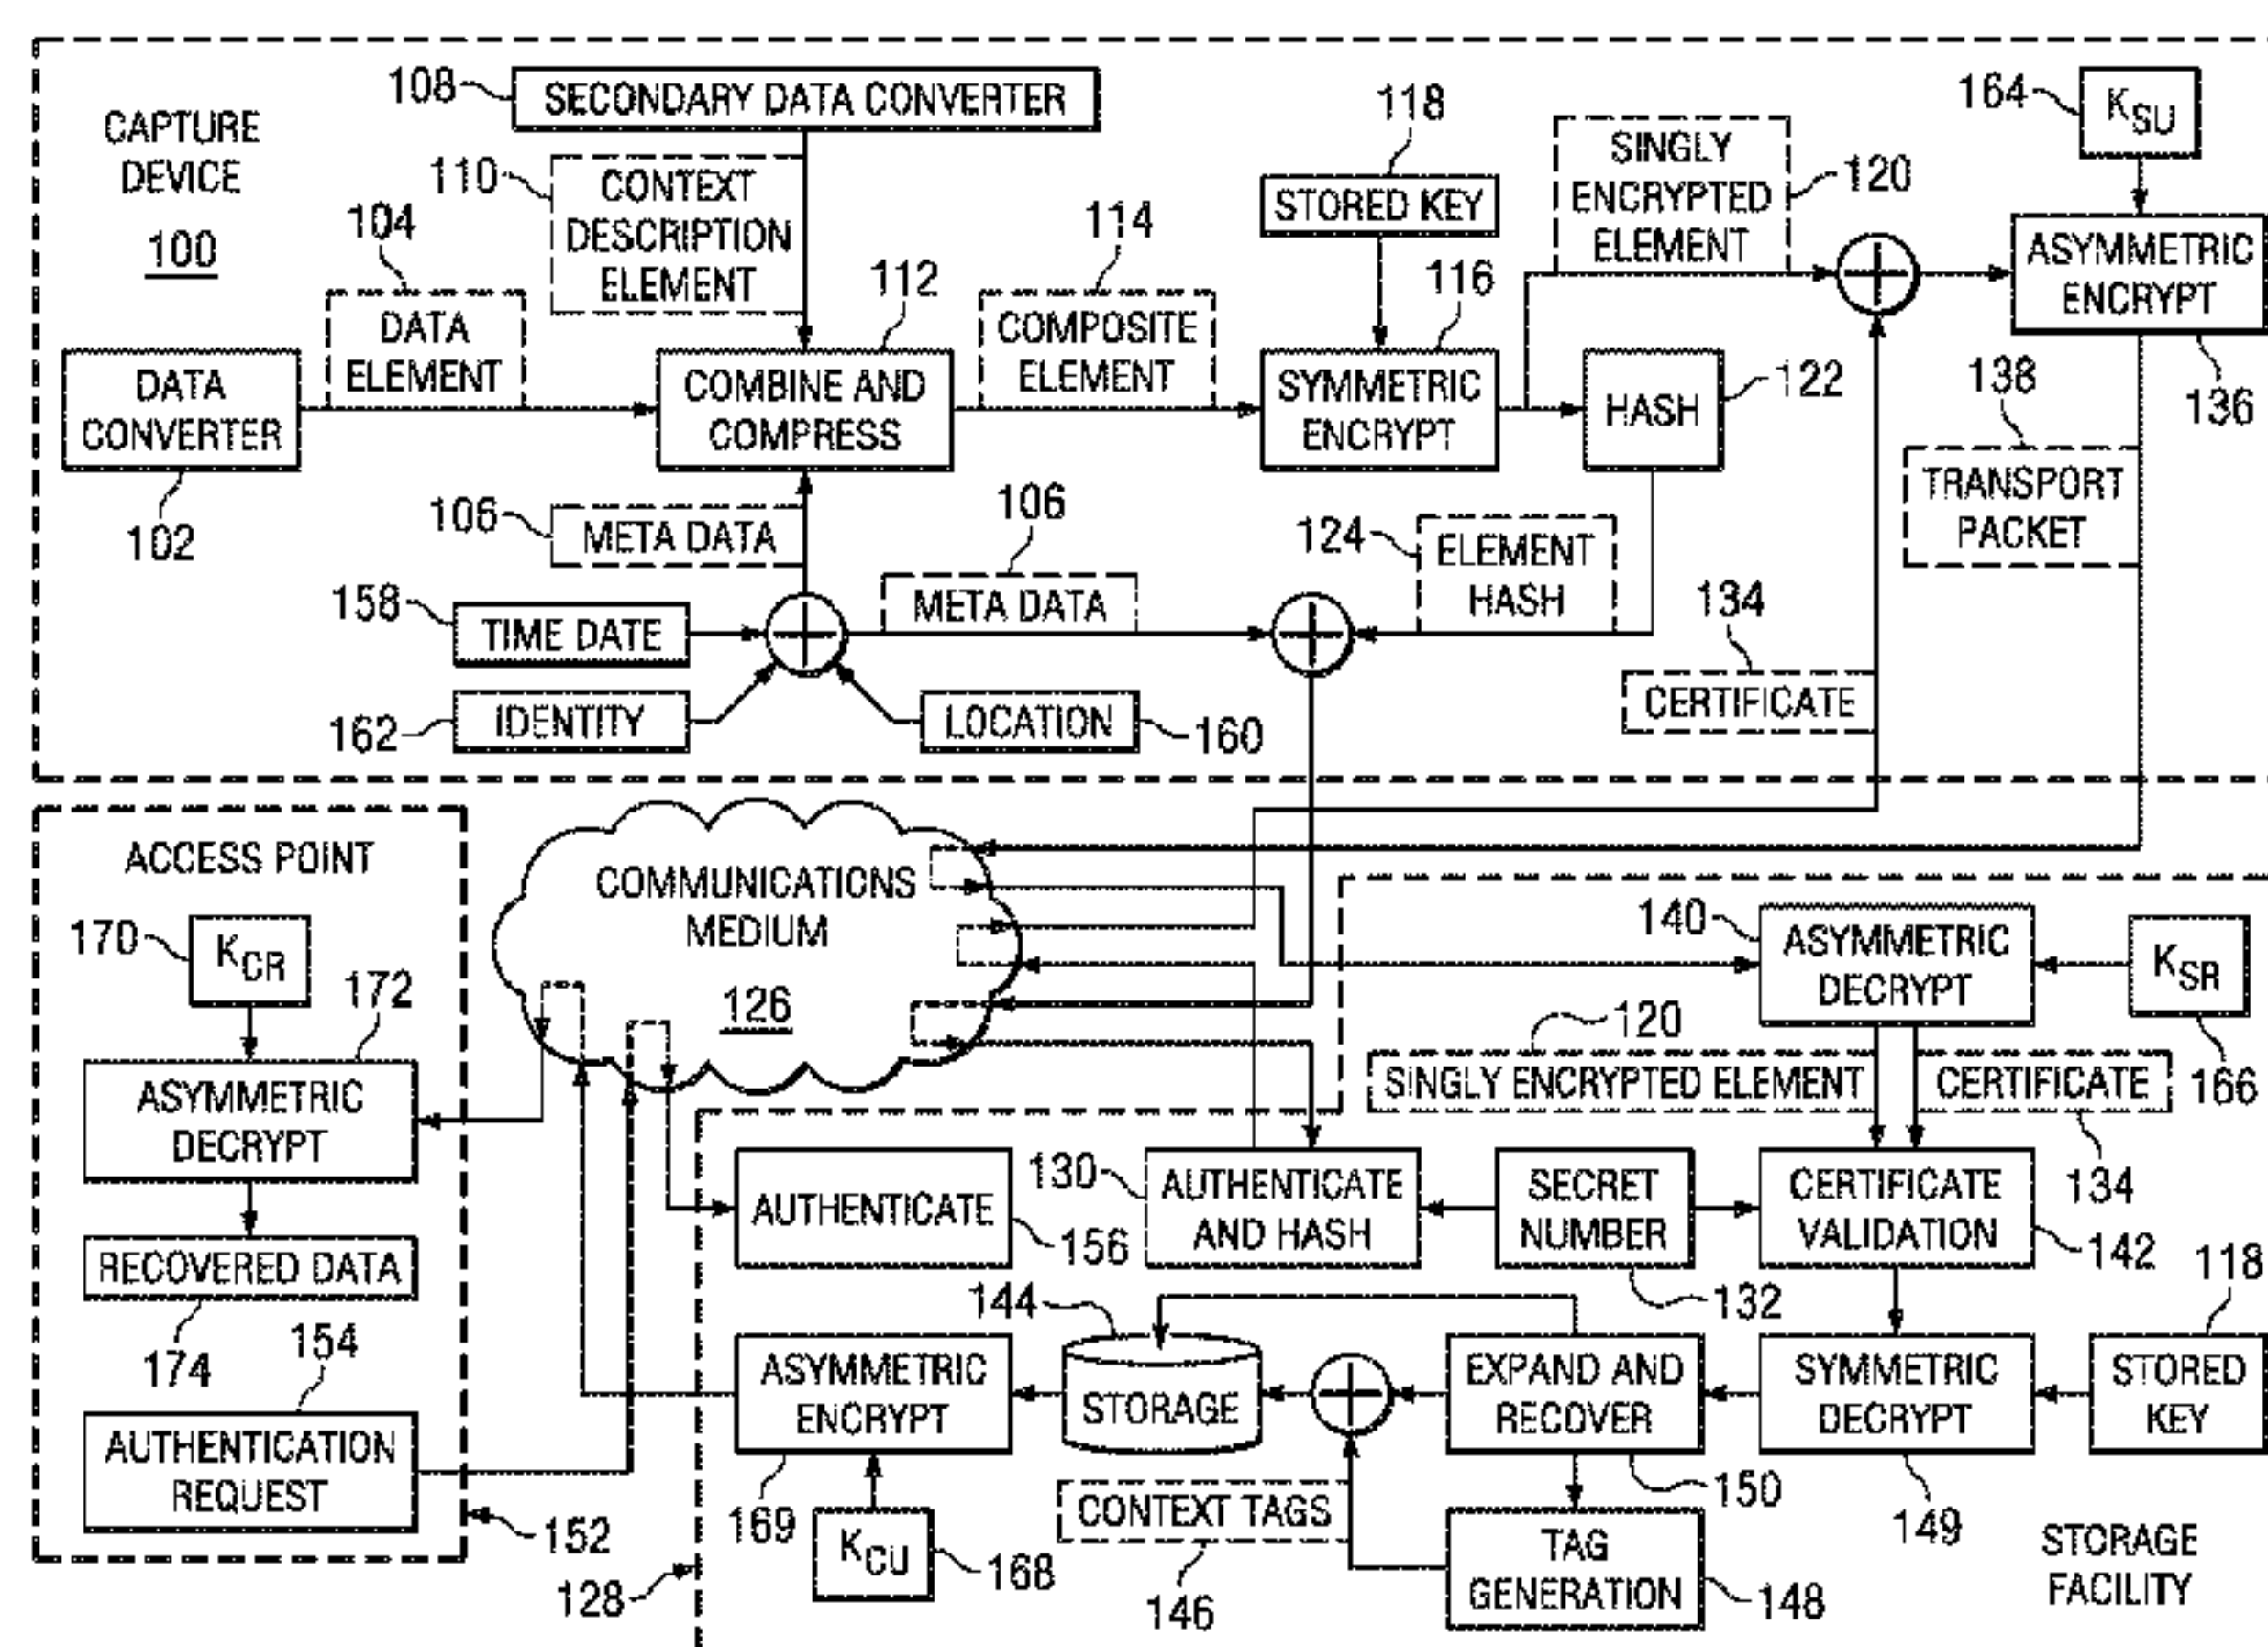 108
SECONDARY DATA CONVERTER
CAPTURE
DEVICE
100
110
CONTEXT
DESCRIPTION
ELEMENT
118
STORED KEY
SINGLY
ENCRYPTED
ELEMENT
120
164
KSU
ASYMMETRIC
ENCRYPT
136
104
DATA
ELEMENT
112
114
COMPOSITE
ELEMENT
116
DATA
CONVERTER
102
COMBINE AND
COMPRESS
SYMMETRIC
ENCRYPT
HASH
122
138
TRANSPORT
PACKET
106
META DATA
106
META DATA
124
ELEMENT
HASH
134
CERTIFICATE
158
TIME DATE
162
IDENTITY
LOCATION
160
ACCESS POINT
170
KCR
172
ASYMMETRIC
DECRYPT
RECOVERED DATA
174
154
AUTHENTICATION
REQUEST
152
COMMUNICATIONS
MEDIUM
126
140
ASYMMETRIC
DECRYPT
KSR
166
120
SINGLY ENCRYPTED ELEMENT
CERTIFICATE
134
AUTHENTICATE
156
130
AUTHENTICATE
AND HASH
SECRET
NUMBER
132
CERTIFICATE
VALIDATION
142
118
STORED
KEY
144
STORAGE
ASYMMETRIC
ENCRYPT
169
KCU
168
EXPAND AND
RECOVER
150
SYMMETRIC
DECRYPT
149
CONTEXT TAGS
146
TAG
GENERATION
148
128
STORAGE
FACILITY